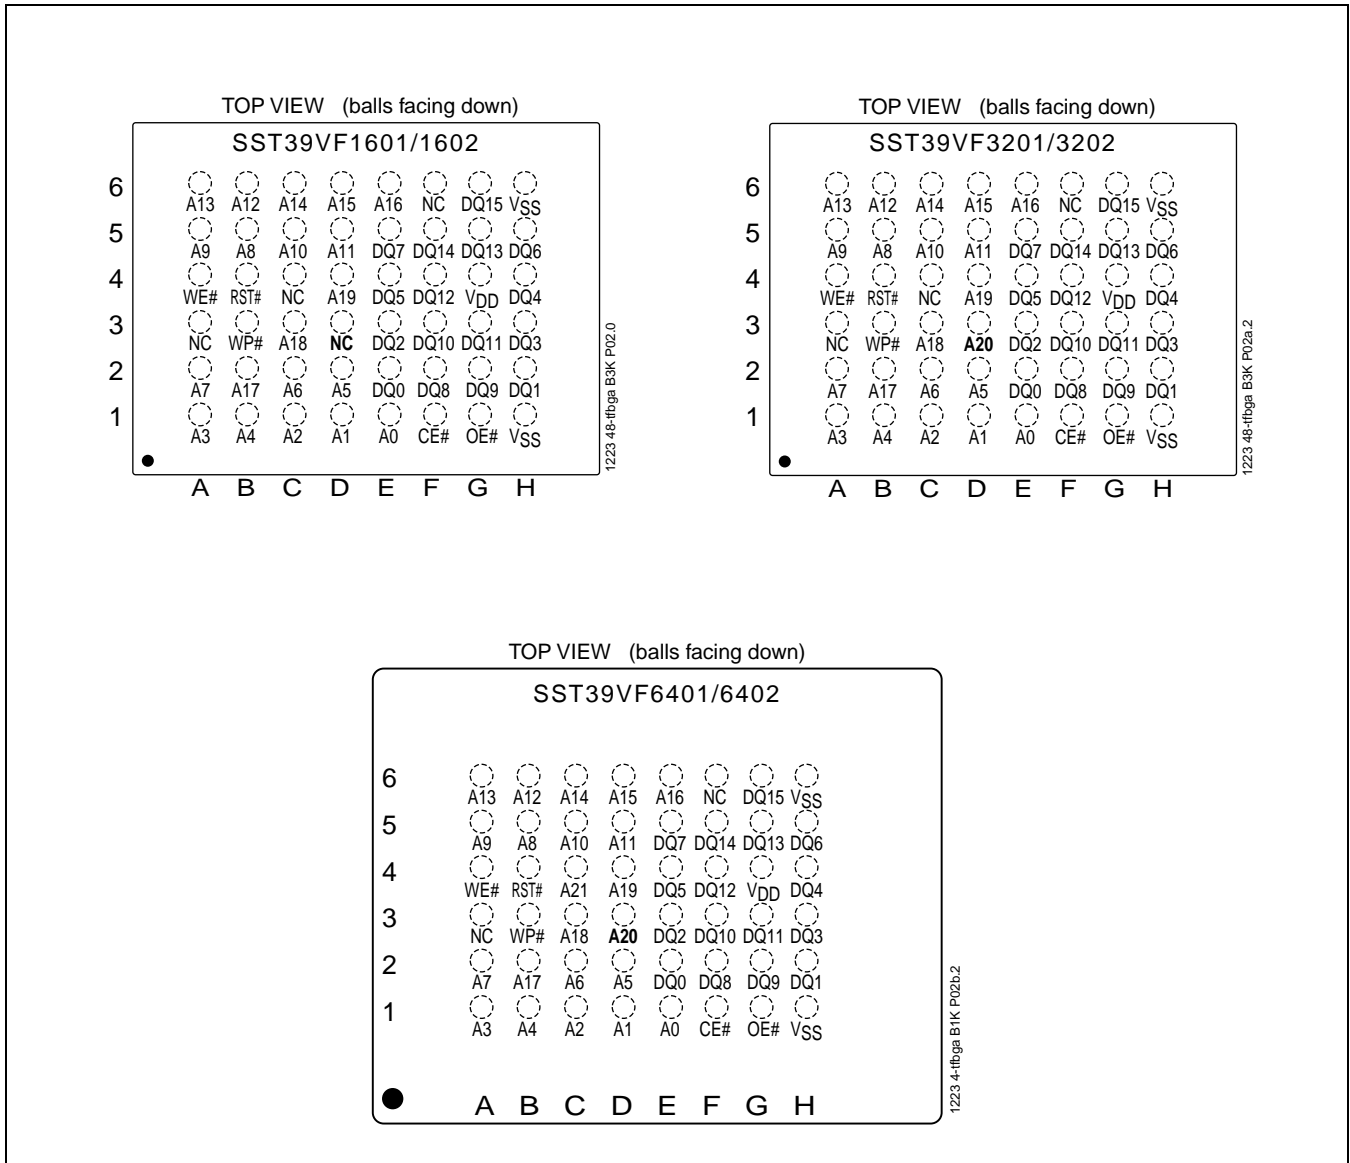 TOP VIEW (balls facing down)
SST39VF1601/1602
6
A13 A12 A14 A15 A16 NC DQ15 VSS
5
A9 A8 A10 A11 DQ7 DQ14 DQ13 DQ6
4
WE# RST# NC A19 DQ5 DQ12 VDD DQ4
3
NC WP# A18 NC DQ2 DQ10 DQ11 DQ3
2
A7 A17 A6 A5 DQ0 DQ8 DQ9 DQ1
1
A3 A4 A2 A1 A0 CE# OE# VSS
A B C D E F G H
1223 48-tfbga B3K P02.0
TOP VIEW (balls facing down)
SST39VF3201/3202
6
A13 A12 A14 A15 A16 NC DQ15 VSS
5
A9 A8 A10 A11 DQ7 DQ14 DQ13 DQ6
4
WE# RST# NC A19 DQ5 DQ12 VDD DQ4
3
NC WP# A18 A20 DQ2 DQ10 DQ11 DQ3
2
A7 A17 A6 A5 DQ0 DQ8 DQ9 DQ1
1
A3 A4 A2 A1 A0 CE# OE# VSS
A B C D E F G H
1223 48-tfbga B3K P02a.2
TOP VIEW (balls facing down)
SST39VF6401/6402
6
A13 A12 A14 A15 A16 NC DQ15 VSS
5
A9 A8 A10 A11 DQ7 DQ14 DQ13 DQ6
4
WE# RST# A21 A19 DQ5 DQ12 VDD DQ4
3
NC WP# A18 A20 DQ2 DQ10 DQ11 DQ3
2
A7 A17 A6 A5 DQ0 DQ8 DQ9 DQ1
1
A3 A4 A2 A1 A0 CE# OE# VSS
A B C D E F G H
1223 4-tfbga B1K P02b.2